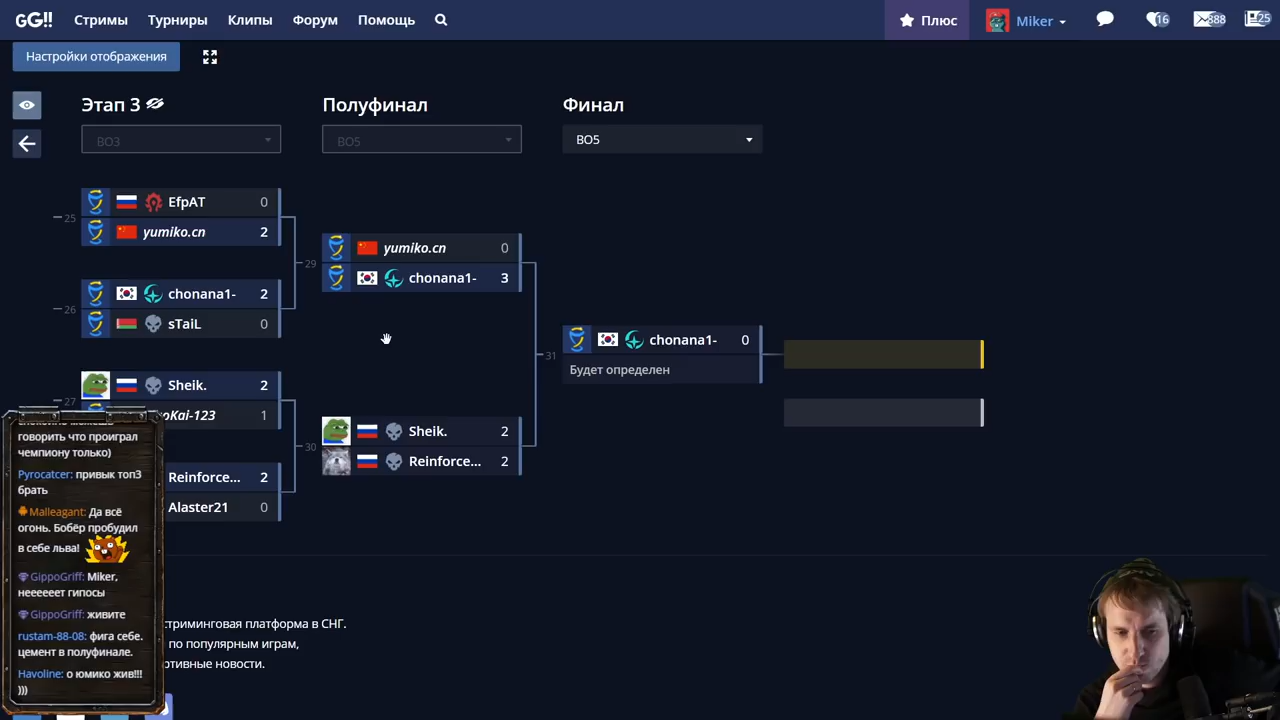 GG!! Стримы Турниры Клипы Форум Помощь Плюс Miker 16 888 25
Настройки отображения
Этап 3 Полуфинал Финал
BO3 BO5 BO5
25
EfpAT 0
yumiko.cn 2
26
chonana1- 2
sTaiL 0
27
Sheik. 2
oKai-123 1
Reinforce... 2
Alaster21 0
29
yumiko.cn 0
chonana1- 3
30
Sheik. 2
Reinforce... 2
31
chonana1- 0
Будет определен
говорить что проиграл
чемпиону только)
Pyrocatcer: привык топ3
брать
Malleagant: Да всё
огонь. Бобёр пробудил
в себе льва!
GippoGriff: Miker,
нееееест гипосы
GippoGriff: живите
rustam-88-08: фига себе.
цемент в полуфинале.
Havoline: о юмико жив!!!
)))
стриминговая платформа в СНГ.
по популярным играм,
ортивные новости.